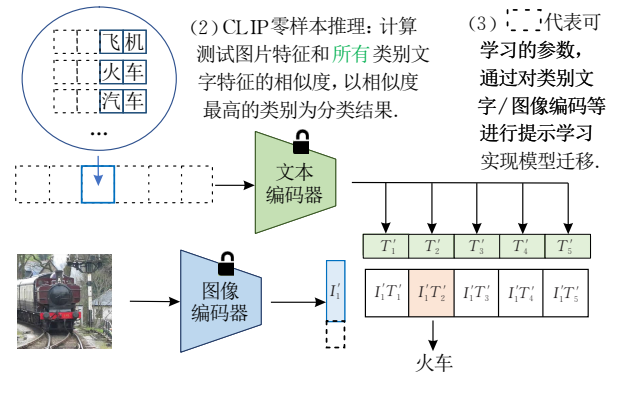 飞机
火车
汽车
...
(2) CLIP零样本推理：计算
测试图片特征和所有类别文
字特征的相似度，以相似度
最高的类别为分类结果.
(3) 代表可
学习的参数，
通过对类别文
字/图像编码等
进行提示学习
实现模型迁移.
文本
编码器
T′₁ T′₂ T′₃ T′₄ T′₅
图像
编码器
I′₁
I′₁T′₁ I′₁T′₂ I′₁T′₃ I′₁T′₄ I′₁T′₅
火车